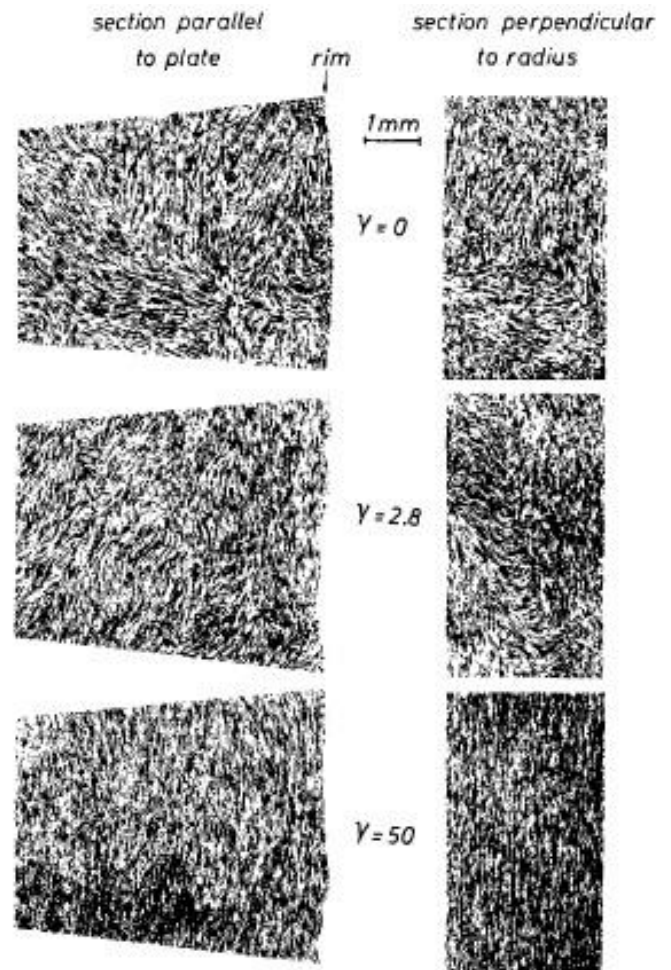 section parallel
to plate
rim
section perpendicular
to radius
1mm
γ = 0
γ = 2.8
γ = 50